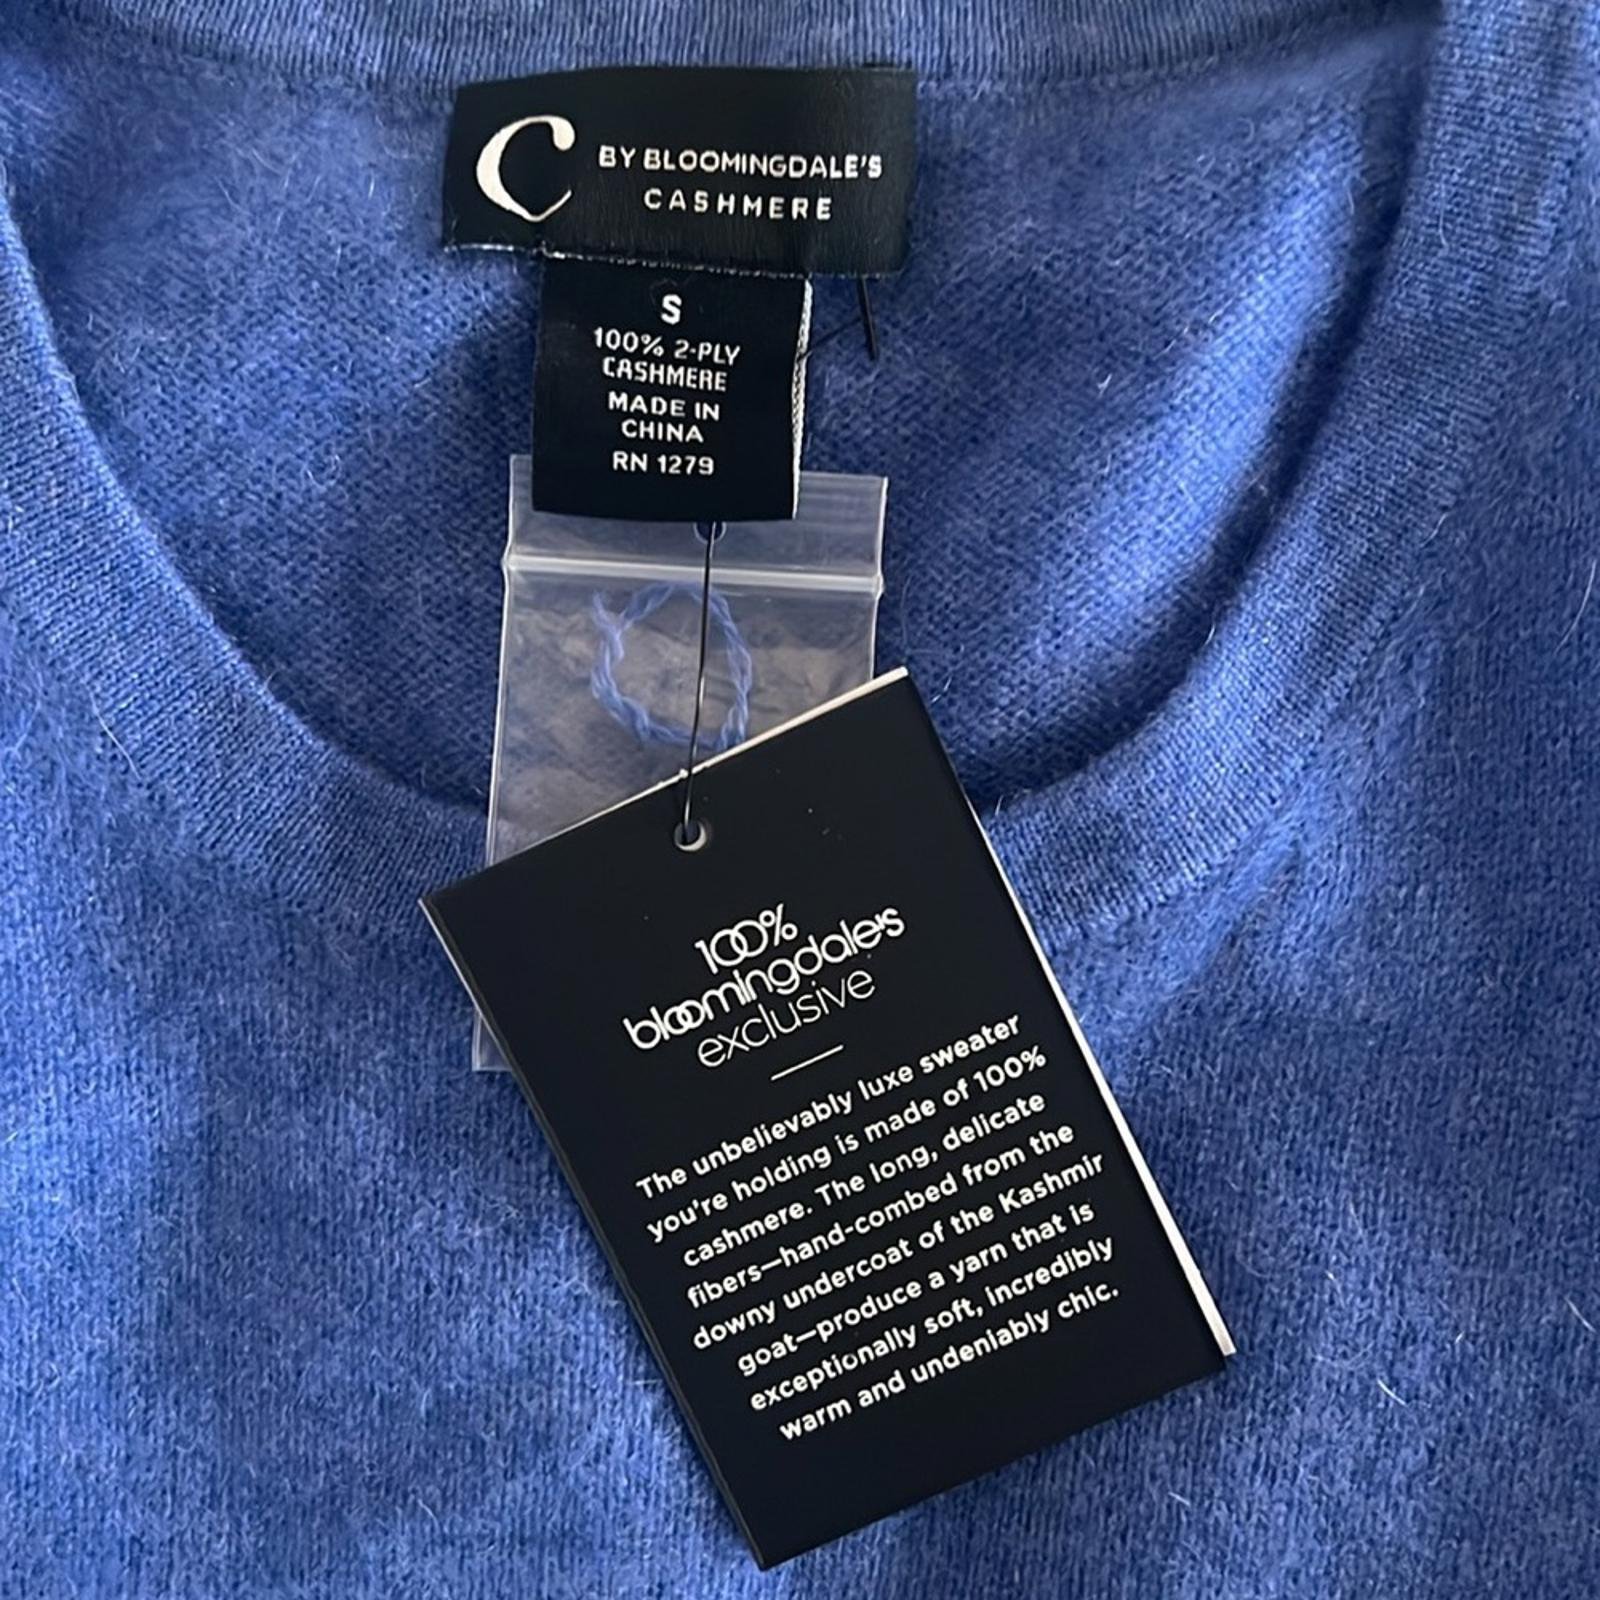 C BY BLOOMINGDALE'S
CASHMERE
S
100% 2-PLY
CASHMERE
MADE IN
CHINA
RN 1279
100%
bloomingdale's
exclusive
The unbelievably luxe sweater
you're holding is made of 100%
cashmere. The long, delicate
fibers—hand-combed from the
downy undercoat of the Kashmir
goat—produce a yarn that is
exceptionally soft, incredibly
warm and undeniably chic.